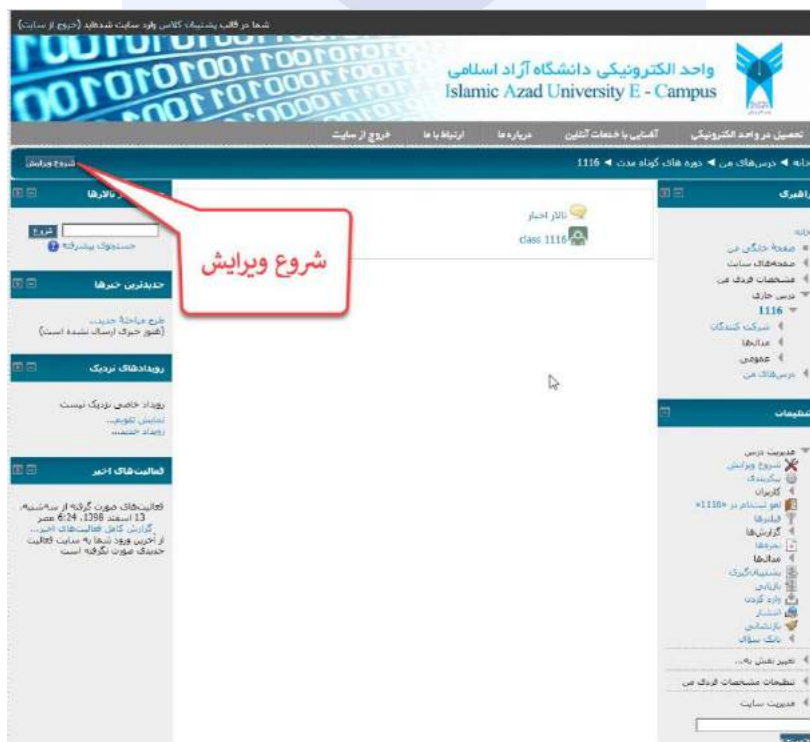 شما در قالب پشتیبان کلاس وارد سایت شده‌اید (خروج از سایت)
واحد الکترونیکی دانشگاه آزاد اسلامی
Islamic Azad University E - Campus
تحصیل در واحد الکترونیکی
آشنایی با خدمات آنلاین
درباره ما
ارتباط با ما
خروج از سایت
خانه ◄ درس‌های من ◄ دوره های کوتاه مدت ◄ 1116
شروع ویرایش
راهبری
خانه
صفحهٔ خانگی من
صفحه‌های سایت
مشخصات فردی من
درس جاری
1116
شرکت کنندگان
مدال‌ها
عمومی
درس‌های من
تنظیمات
مدیریت درس
شروع ویرایش
پیکربندی
کاربران
لغو ثبت‌نام در «1116»
فیلترها
گزارش‌ها
نمره‌ها
مدال‌ها
پشتیبان‌گیری
بازیابی
وارد کردن
انتشار
بازنشانی
بانک سؤال
تغییر نقش به...
تنظیمات مشخصات فردی من
مدیریت سایت
تالار اخبار
class 1116
شروع ویرایش
تالارها
شروع
جستجوی پیشرفته
جدیدترین خبرها
طرح مباحثهٔ جدید...
(هنوز خبری ارسال نشده است)
رویدادهای نزدیک
رویداد خاصی نزدیک نیست
نمایش تقویم...
رویداد جدید...
فعالیت‌های اخیر
فعالیت‌های صورت گرفته از سه‌شنبه،
13 اسفند 1398، 6:24 عصر
گزارش کامل فعالیت‌های اخیر...
از آخرین ورود شما به سایت فعالیت
جدیدی صورت نگرفته است